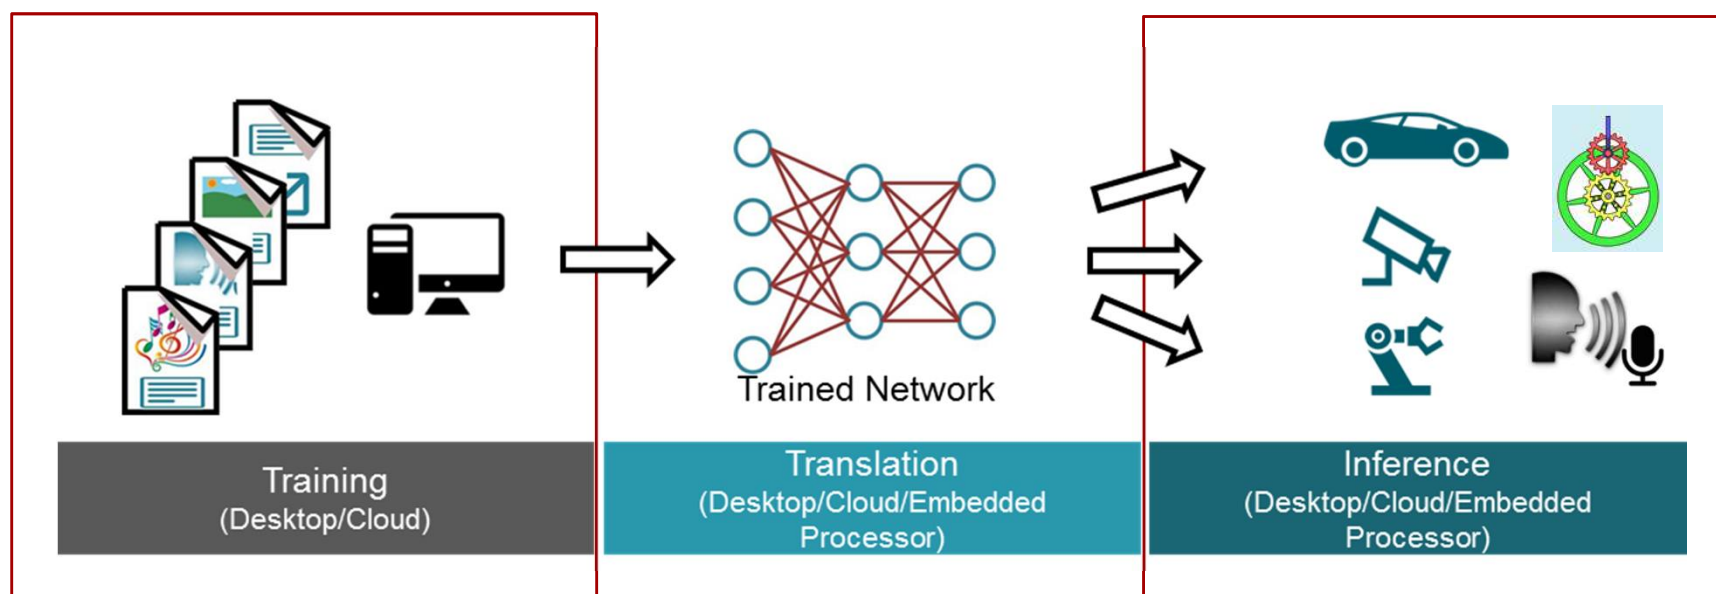 Trained Network
Training
(Desktop/Cloud)
Translation
(Desktop/Cloud/Embedded
Processor)
Inference
(Desktop/Cloud/Embedded
Processor)